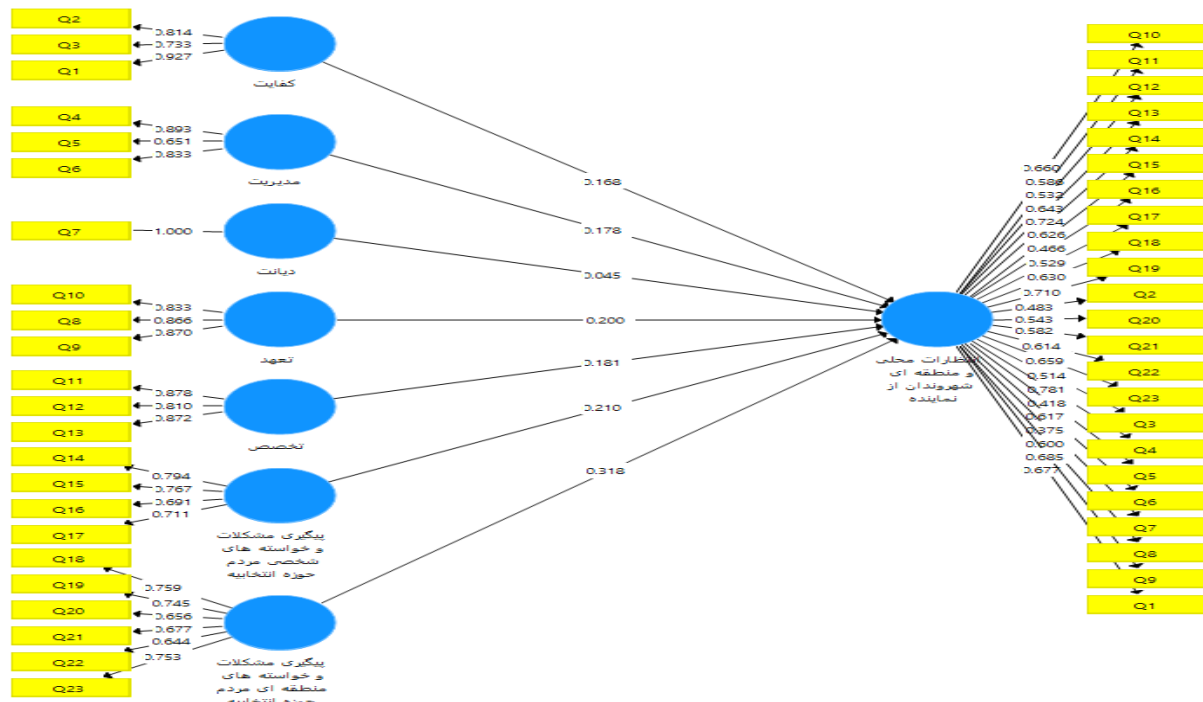 Q2
Q3
Q1
0.814
0.733
0.927
کفایت
Q4
Q5
Q6
0.893
0.651
0.833
مدیریت
Q7
1.000
دیانت
Q10
Q8
Q9
0.833
0.866
0.870
تعهد
Q11
Q12
Q13
0.878
0.810
0.872
تخصص
Q14
Q15
Q16
Q17
0.794
0.767
0.691
0.711
پیگیری مشکلات
و خواسته های
شخصی مردم
حوزه انتخابیه
Q18
Q19
Q20
Q21
Q22
Q23
0.759
0.745
0.656
0.677
0.644
0.753
پیگیری مشکلات
و خواسته های
منطقه ای مردم
حوزه انتخابیه
0.168
0.178
0.045
0.200
0.181
0.210
0.318
انتظارات محلی
و منطقه ای
شهروندان از
نماینده
0.660
0.586
0.532
0.643
0.724
0.626
0.466
0.529
0.630
0.710
0.483
0.543
0.582
0.614
0.659
0.514
0.781
0.418
0.617
0.375
0.600
0.685
0.677
Q10
Q11
Q12
Q13
Q14
Q15
Q16
Q17
Q18
Q19
Q2
Q20
Q21
Q22
Q23
Q3
Q4
Q5
Q6
Q7
Q8
Q9
Q1